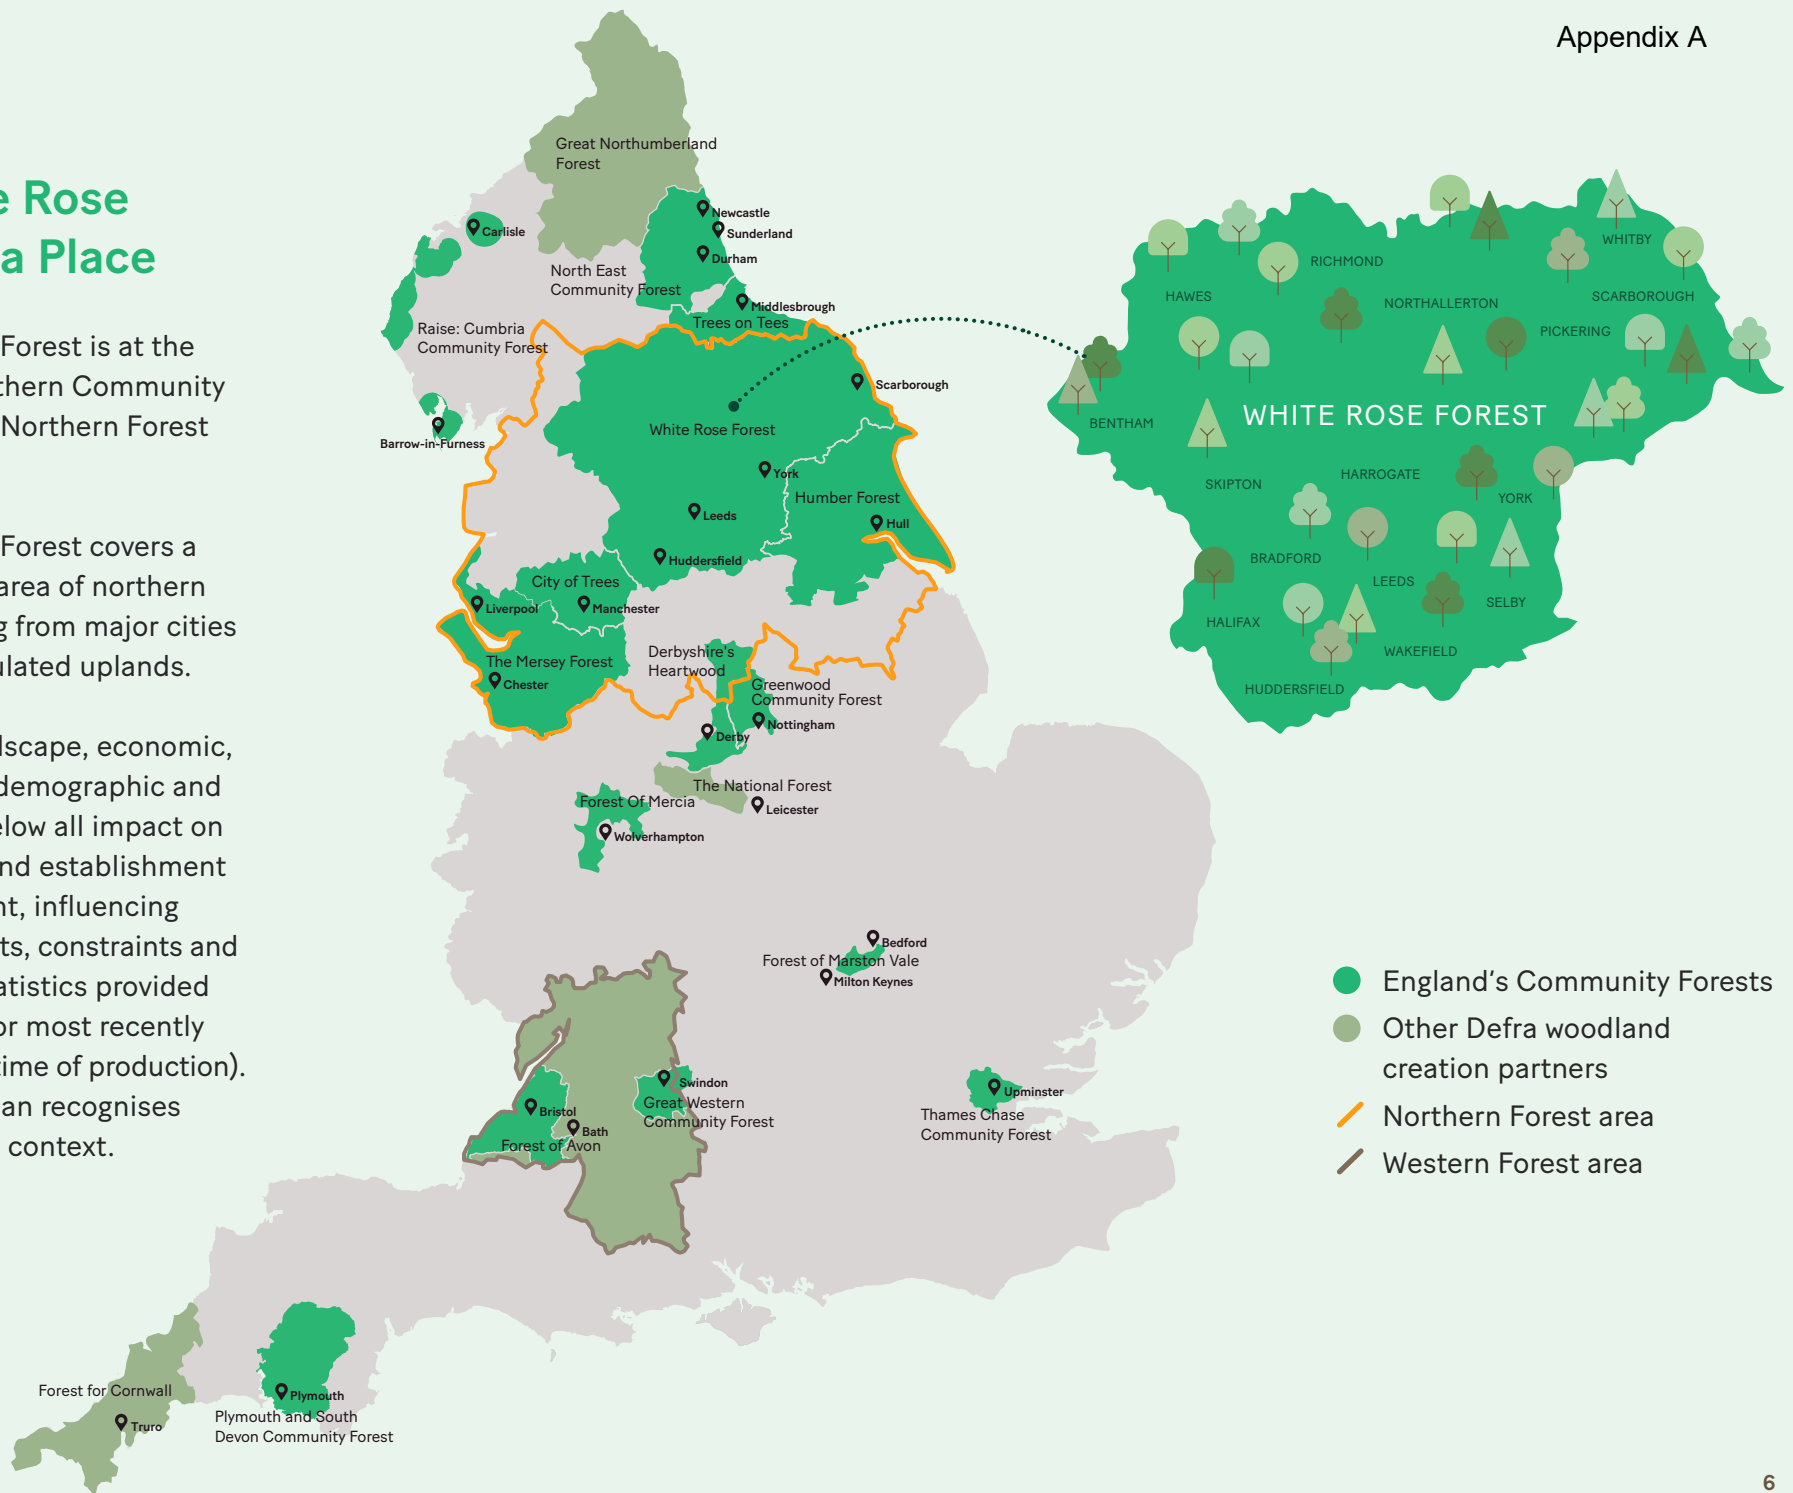 Appendix A
e Rose
a Place
Forest is at the
thern Community
Northern Forest
Forest covers a
area of northern
g from major cities
ulated uplands.
dscape, economic,
demographic and
elow all impact on
nd establishment
nt, influencing
ts, constraints and
atistics provided
or most recently
time of production).
an recognises
context.
Great Northumberland
Forest
Newcastle
Carlisle
Sunderland
Durham
North East
Community Forest
Middlesbrough
Trees on Tees
Raise: Cumbria
Community Forest
Scarborough
White Rose Forest
Barrow-in-Furness
York
Humber Forest
Leeds
Hull
Huddersfield
City of Trees
Liverpool
Manchester
Derbyshire's
Heartwood
The Mersey Forest
Chester
Greenwood
Community Forest
Nottingham
Derby
The National Forest
Forest Of Mercia
Leicester
Wolverhampton
Bedford
Forest of Marston Vale
Milton Keynes
Swindon
Great Western
Community Forest
Bristol
Bath
Forest of Avon
Upminster
Thames Chase
Community Forest
Forest for Cornwall
Truro
Plymouth
Plymouth and South
Devon Community Forest
WHITBY
RICHMOND
HAWES
NORTHALLERTON
SCARBOROUGH
PICKERING
WHITE ROSE FOREST
BENTHAM
HARROGATE
SKIPTON
YORK
BRADFORD
LEEDS
SELBY
HALIFAX
WAKEFIELD
HUDDERSFIELD
England's Community Forests
Other Defra woodland
creation partners
Northern Forest area
Western Forest area
6